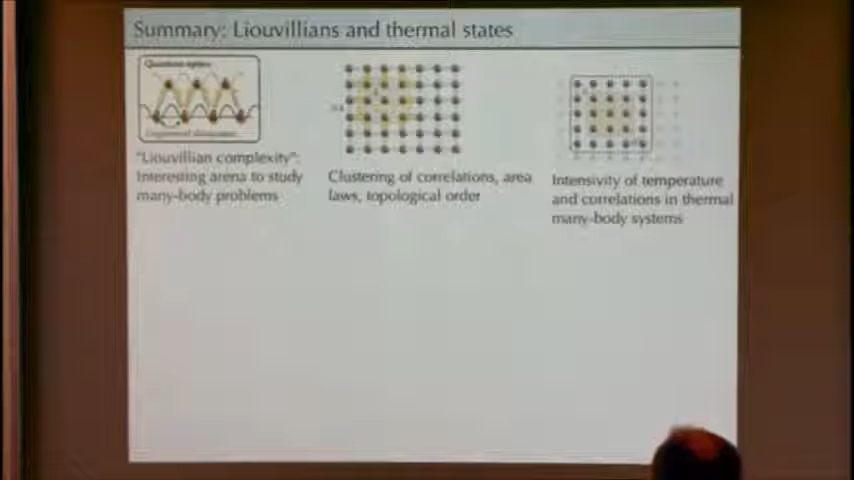 Summary: Liouvillians and thermal states
"Liouvillian complexity":
Interesting arena to study
many-body problems
Clustering of correlations, area
laws, topological order
Intensivity of temperature
and correlations in thermal
many-body systems